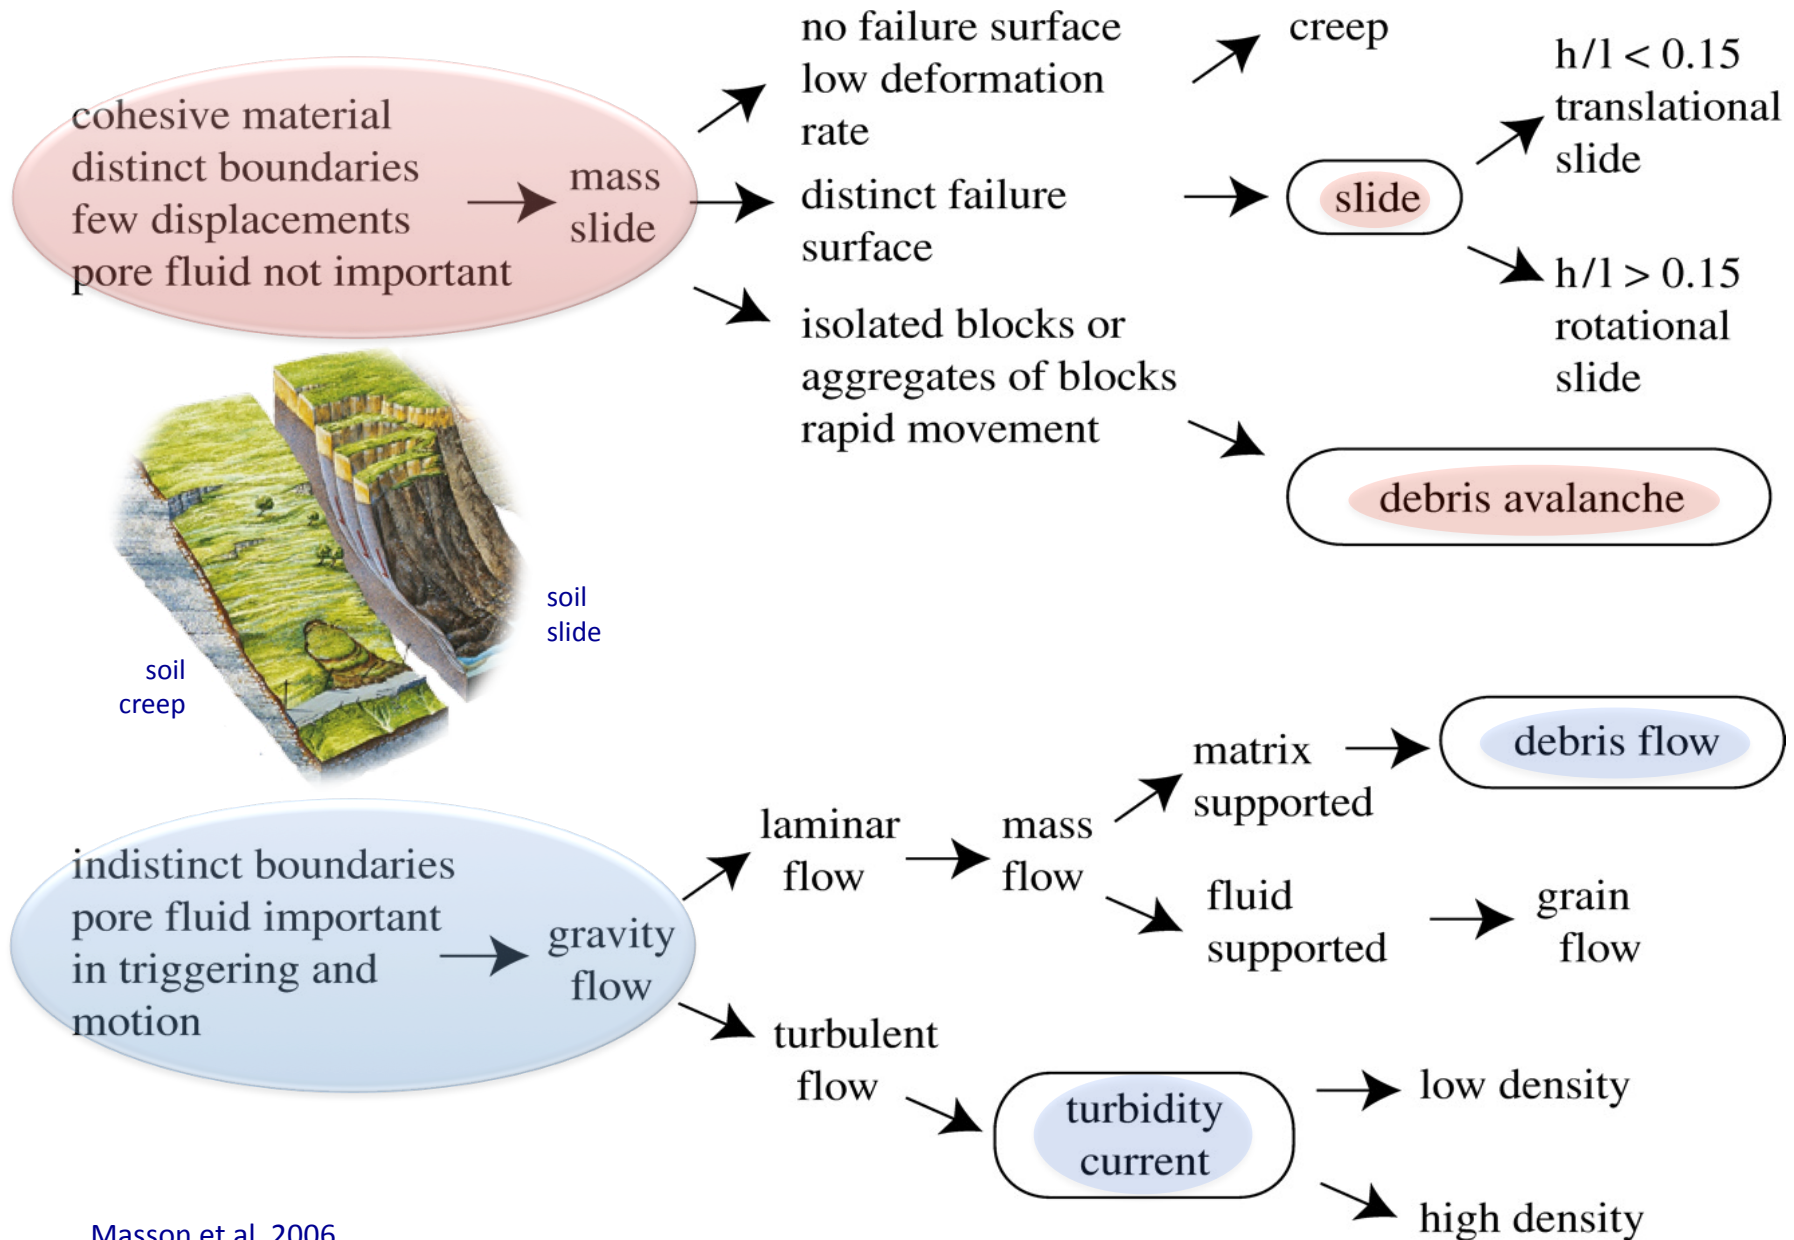 cohesive material
distinct boundaries
few displacements
pore fluid not important
mass
slide
no failure surface
low deformation
rate
creep
distinct failure
surface
slide
h/l < 0.15
translational
slide
h/l > 0.15
rotational
slide
isolated blocks or
aggregates of blocks
rapid movement
debris avalanche
soil
slide
soil
creep
indistinct boundaries
pore fluid important
in triggering and
motion
gravity
flow
laminar
flow
mass
flow
matrix
supported
debris flow
fluid
supported
grain
flow
turbulent
flow
turbidity
current
low density
high density
Masson et al. 2006